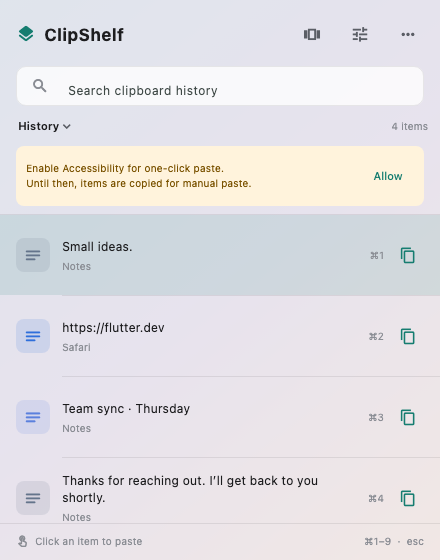 ClipShelf
Search clipboard history
History
4 items
Enable Accessibility for one-click paste.
Until then, items are copied for manual paste.
Allow
Small ideas.
Notes
⌘1
https://flutter.dev
Safari
⌘2
Team sync · Thursday
Notes
⌘3
Thanks for reaching out. I’ll get back to you
shortly.
Notes
⌘4
Click an item to paste
⌘1–9 · esc